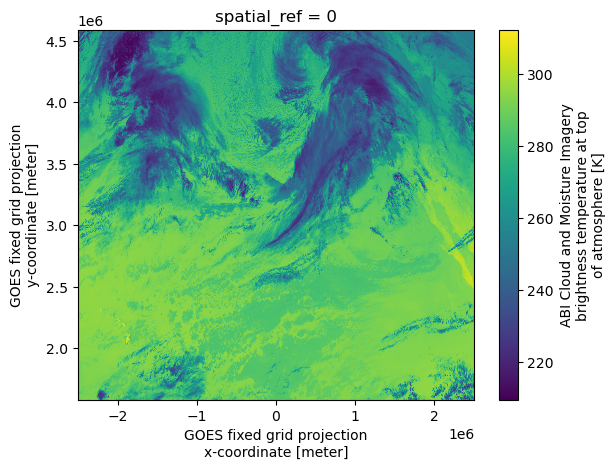 spatial_ref = 0
1e6
4.5
4.0
3.5
3.0
2.5
2.0
GOES fixed grid projection
y-coordinate [meter]
−2
−1
0
1
2
1e6
GOES fixed grid projection
x-coordinate [meter]
300
280
260
240
220
ABI Cloud and Moisture Imagery
brightness temperature at top
of atmosphere [K]